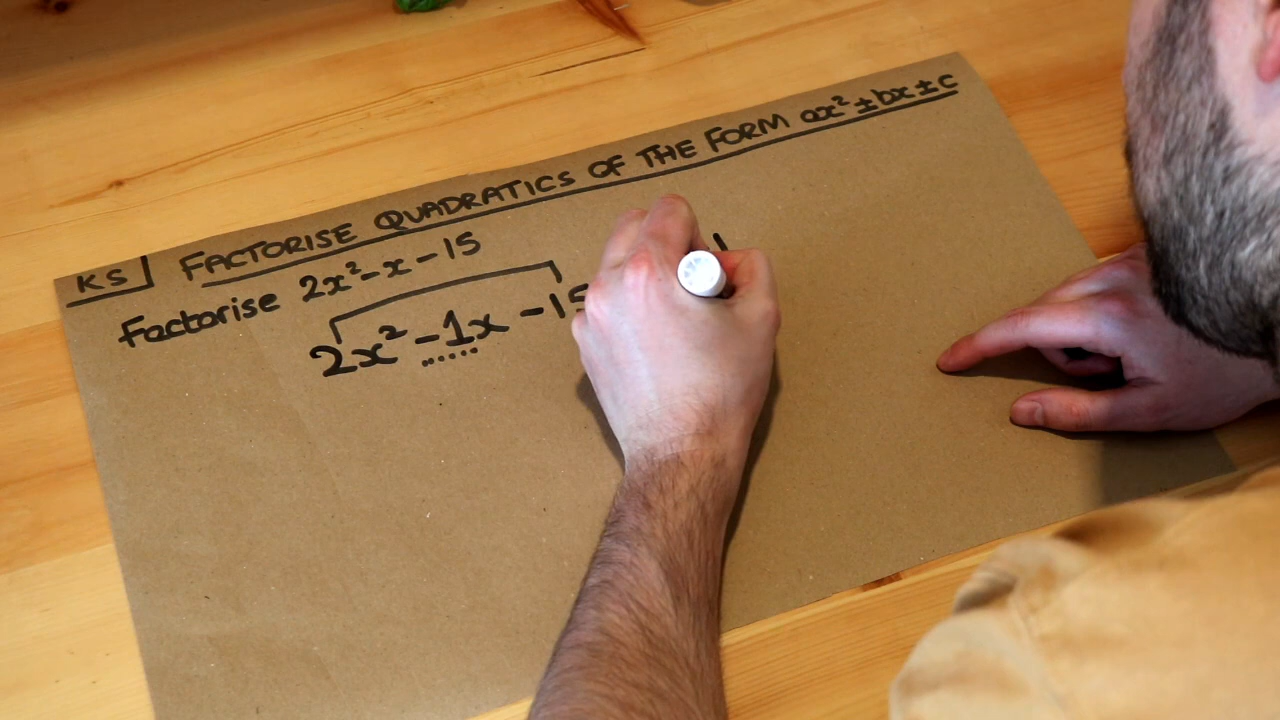 KS FACTORISE QUADRATICS OF THE FORM ax²±bx±c
Factorise 2x²-x-15
2x² -1x -15